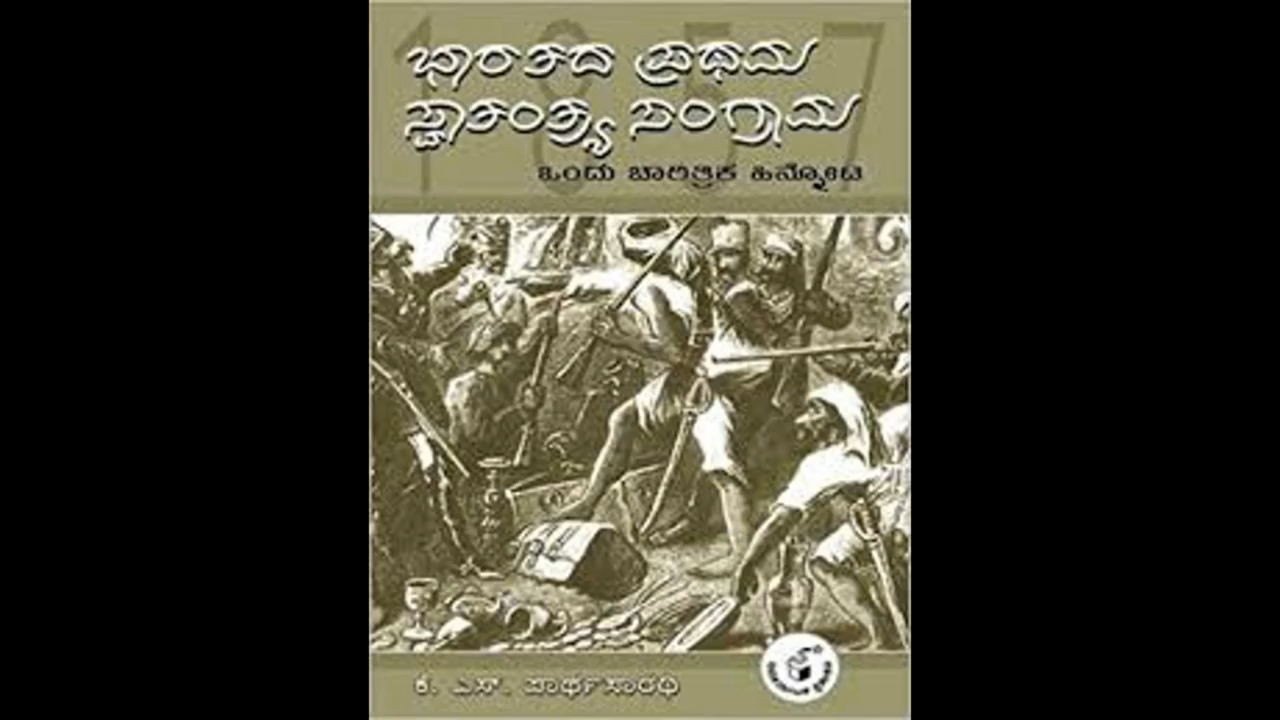 1857
ಭಾರತದ ಪ್ರಥಮ
ಸ್ವಾತಂತ್ರ್ಯ ಸಂಗ್ರಾಮ
ಒಂದು ಚಾರಿತ್ರಿಕ ಹಿನ್ನೋಟ
ಕೆ. ಎಸ್. ಪಾರ್ಥಸಾರಥಿ